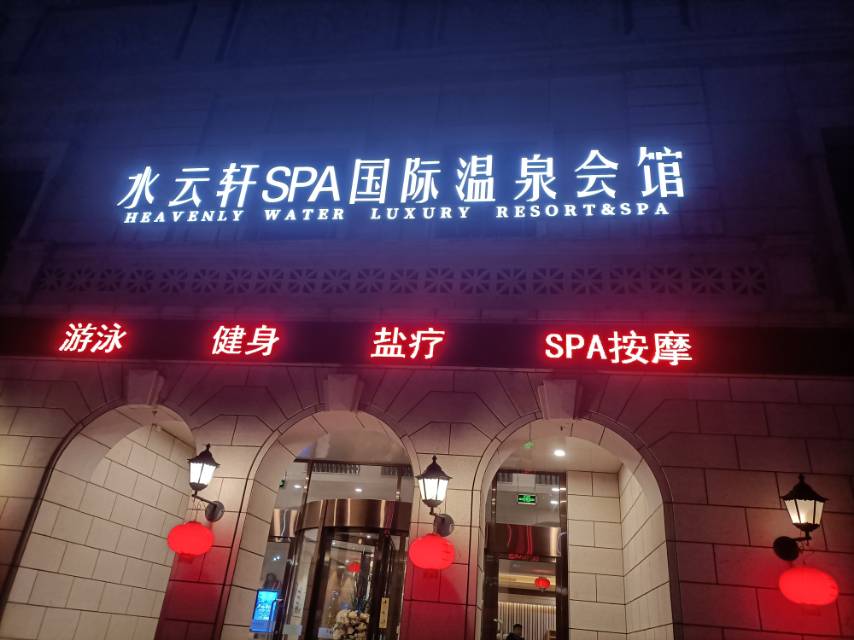 水云轩SPA国际温泉会馆
HEAVENLY WATER LUXURY RESORT&SPA
游泳 健身 盐疗 SPA按摩